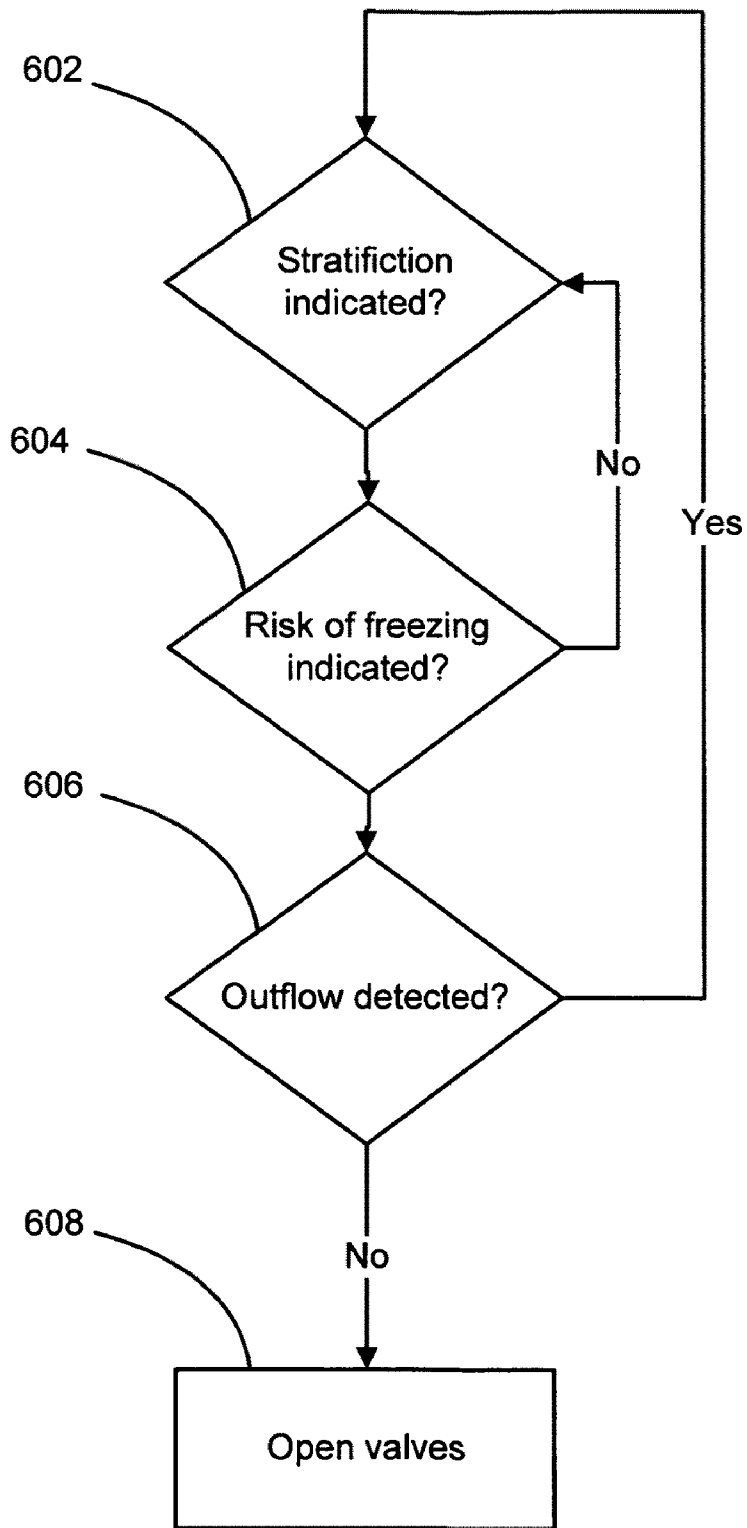 602
Stratifiction
indicated?
604
No
Yes
Risk of freezing
indicated?
606
Outflow detected?
608
No
Open valves